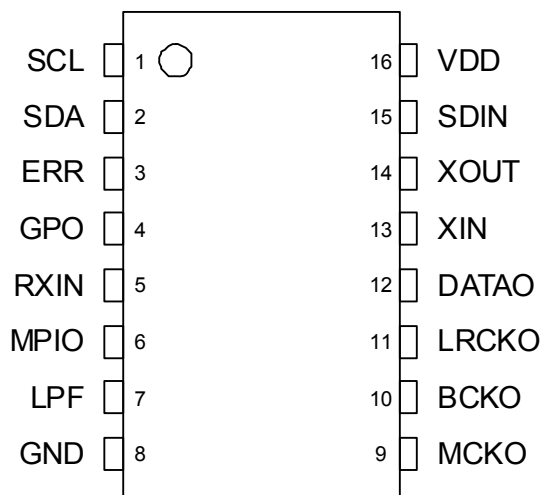 SCL 1 16 VDD
SDA 2 15 SDIN
ERR 3 14 XOUT
GPO 4 13 XIN
RXIN 5 12 DATAO
MPIO 6 11 LRCKO
LPF 7 10 BCKO
GND 8 9 MCKO